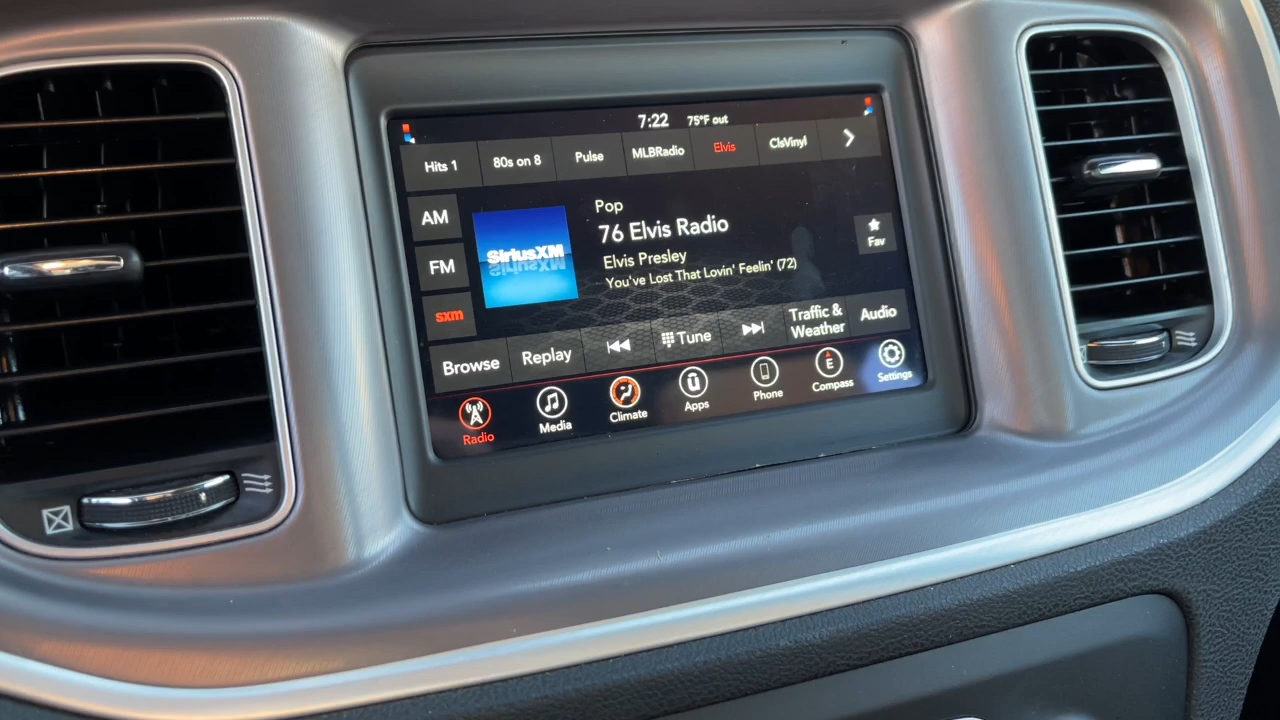 7:22 75°F out
Hits 1 80s on 8 Pulse MLBRadio Elvis ClsVinyl
AM
FM
sxm
SiriusXM
Pop
76 Elvis Radio
Elvis Presley
You've Lost That Lovin' Feelin' (72)
Fav
Browse Replay Tune Traffic & Weather Audio
Radio Media Climate Apps Phone E Compass Settings